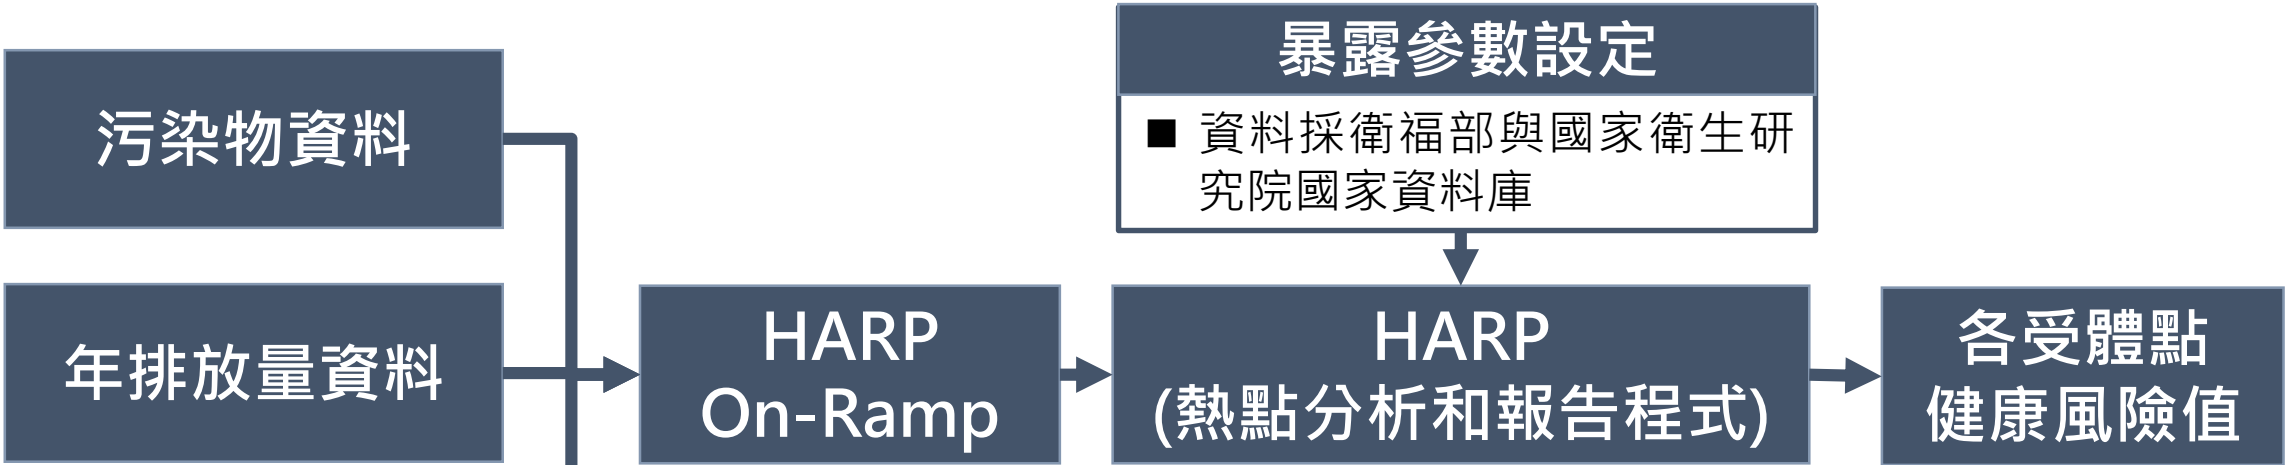 暴露參數設定
■ 資料採衛福部與國家衛生研
究院國家資料庫
污染物資料
年排放量資料
HARP
On-Ramp
HARP
(熱點分析和報告程式)
各受體點
健康風險值